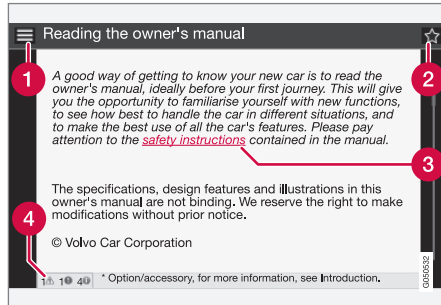 Reading the owner's manual
1
2
A good way of getting to know your new car is to read the
owner's manual, ideally before your first journey. This will give
you the opportunity to familiarise yourself with new functions,
to see how best to handle the car in different situations, and
to make the best use of all the car's features. Please pay
attention to the safety instructions contained in the manual.
3
The specifications, design features and illustrations in this
owner's manual are not binding. We reserve the right to make
modifications without prior notice.
4
© Volvo Car Corporation
1 1 4 * Option/accessory, for more information, see Introduction.
G050532